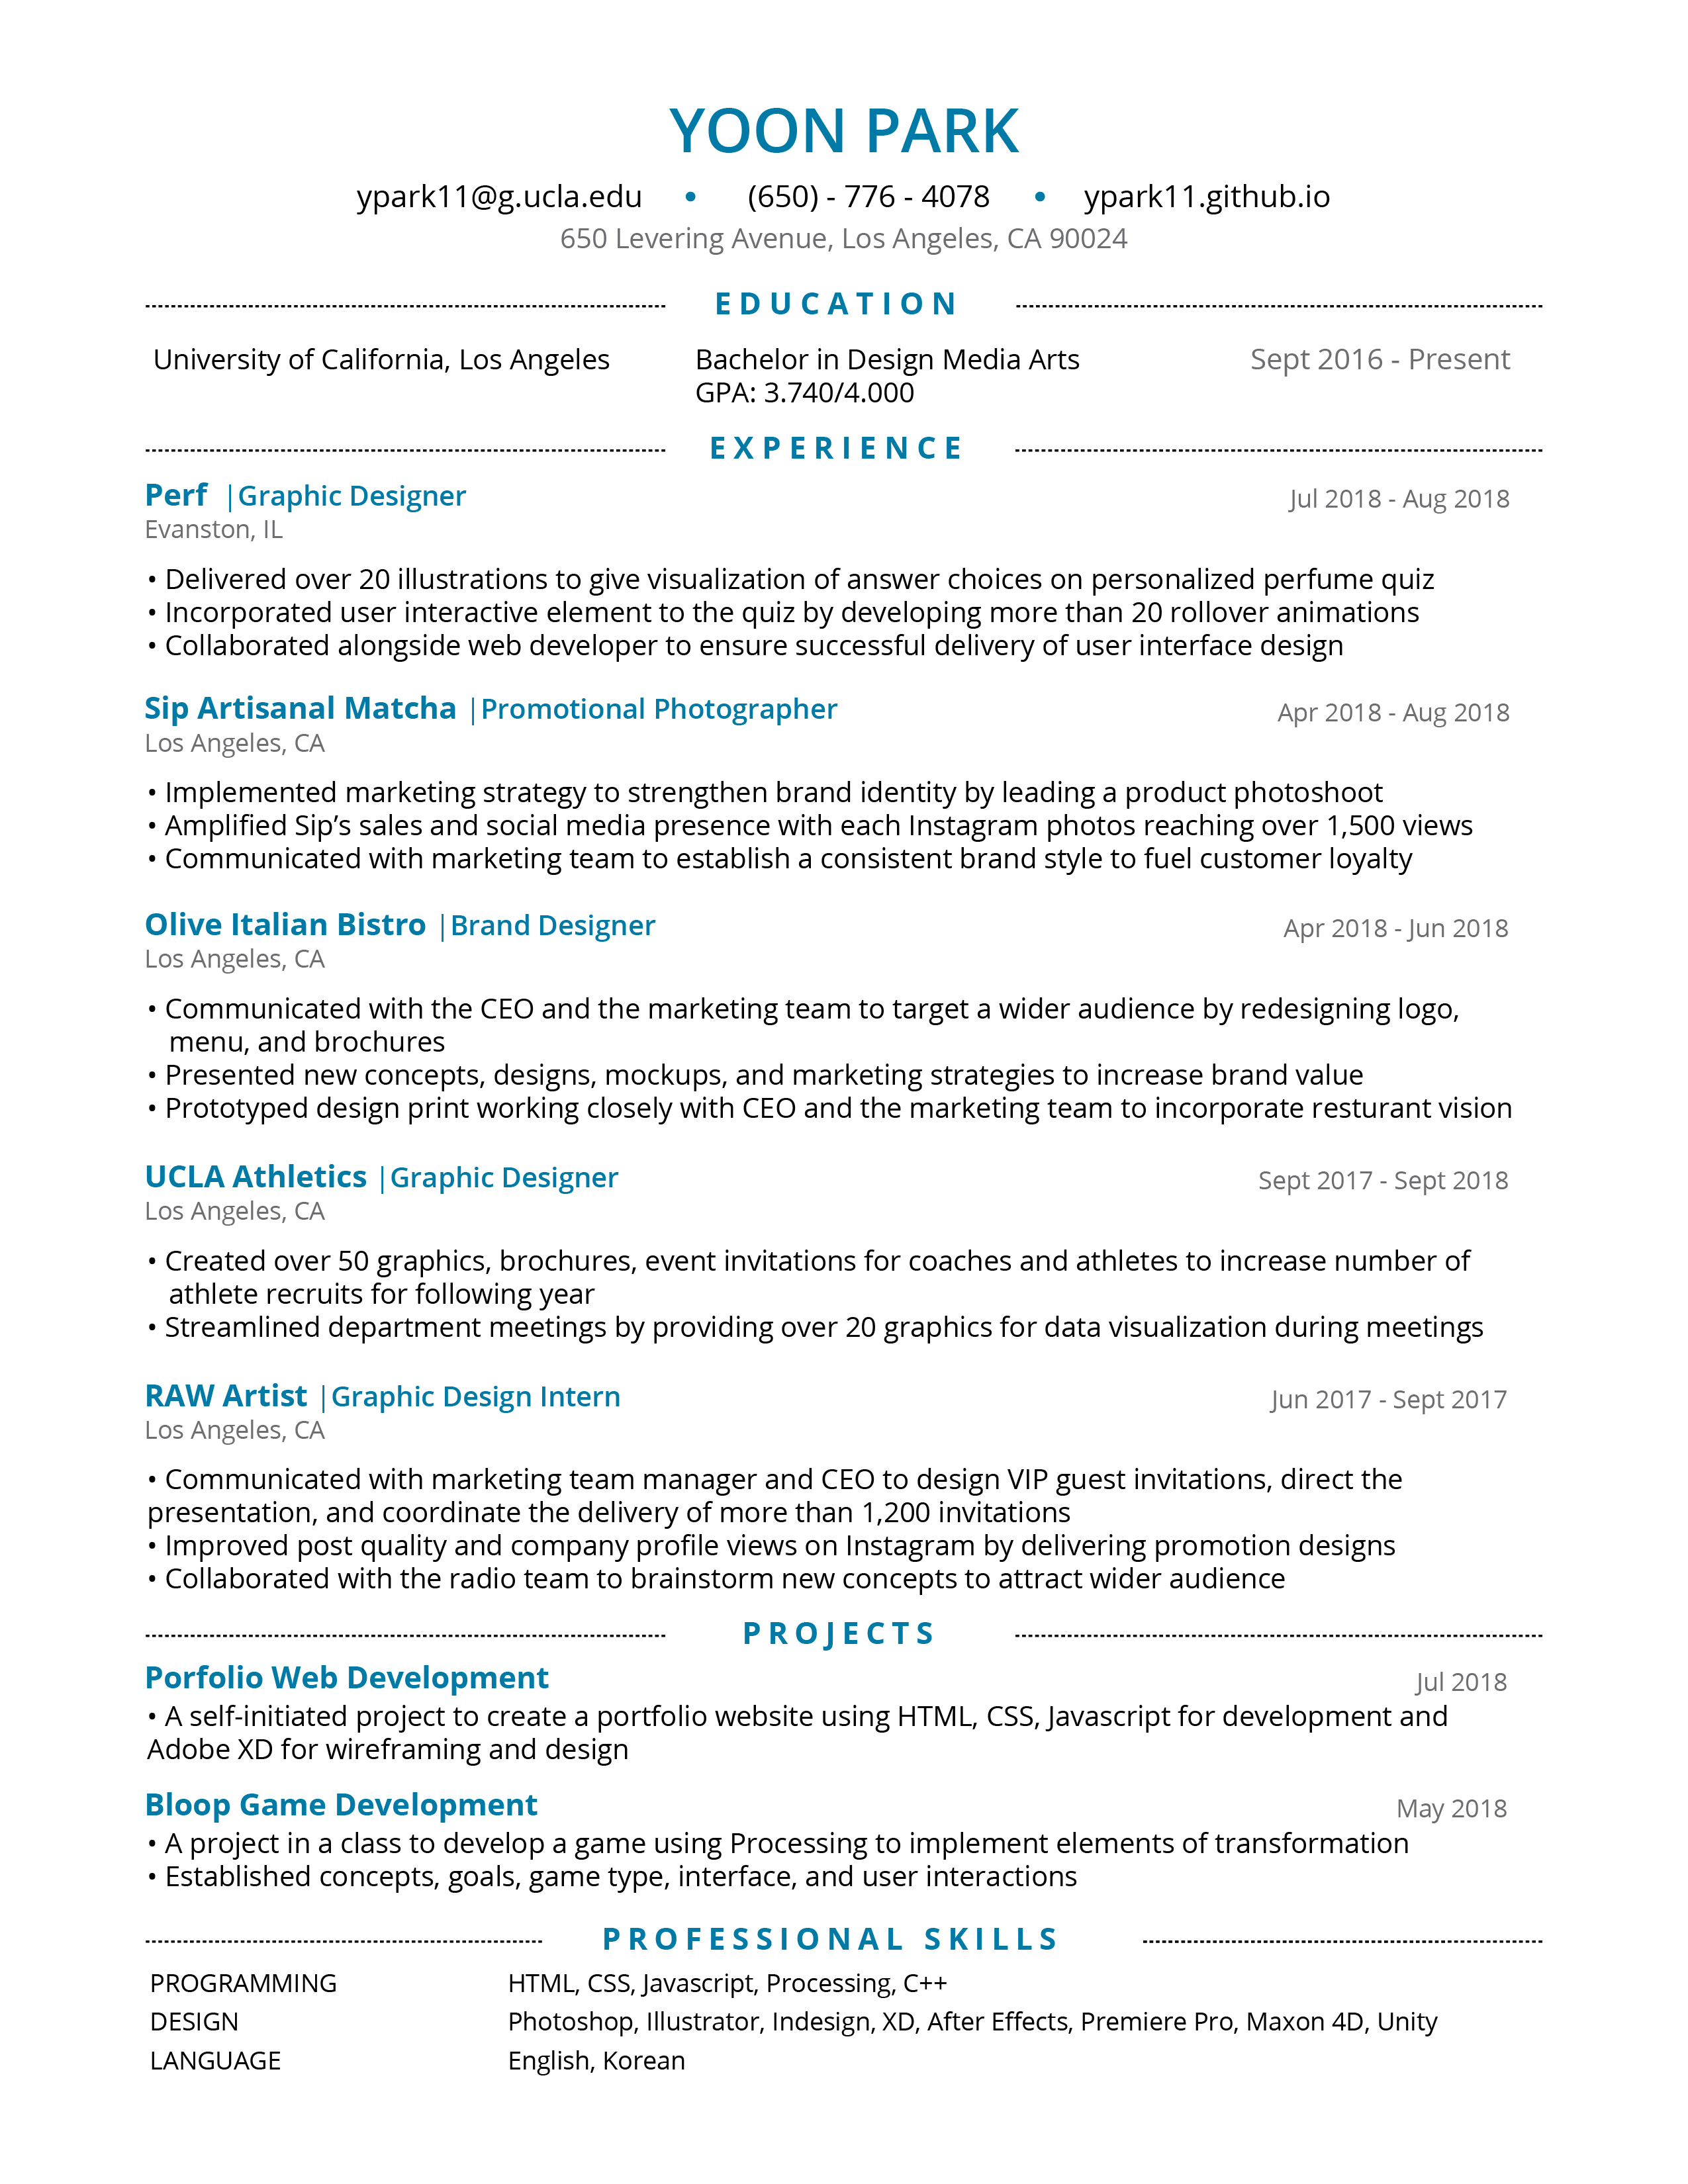 YOON PARK
ypark11@g.ucla.edu • (650) - 776 - 4078 • ypark11.github.io
650 Levering Avenue, Los Angeles, CA 90024
EDUCATION
University of California, Los Angeles Bachelor in Design Media Arts Sept 2016 - Present
GPA: 3.740/4.000
EXPERIENCE
Perf |Graphic Designer Jul 2018 - Aug 2018
Evanston, IL
• Delivered over 20 illustrations to give visualization of answer choices on personalized perfume quiz
• Incorporated user interactive element to the quiz by developing more than 20 rollover animations
• Collaborated alongside web developer to ensure successful delivery of user interface design
Sip Artisanal Matcha |Promotional Photographer Apr 2018 - Aug 2018
Los Angeles, CA
• Implemented marketing strategy to strengthen brand identity by leading a product photoshoot
• Amplified Sip’s sales and social media presence with each Instagram photos reaching over 1,500 views
• Communicated with marketing team to establish a consistent brand style to fuel customer loyalty
Olive Italian Bistro |Brand Designer Apr 2018 - Jun 2018
Los Angeles, CA
• Communicated with the CEO and the marketing team to target a wider audience by redesigning logo,
menu, and brochures
• Presented new concepts, designs, mockups, and marketing strategies to increase brand value
• Prototyped design print working closely with CEO and the marketing team to incorporate resturant vision
UCLA Athletics |Graphic Designer Sept 2017 - Sept 2018
Los Angeles, CA
• Created over 50 graphics, brochures, event invitations for coaches and athletes to increase number of
athlete recruits for following year
• Streamlined department meetings by providing over 20 graphics for data visualization during meetings
RAW Artist |Graphic Design Intern Jun 2017 - Sept 2017
Los Angeles, CA
• Communicated with marketing team manager and CEO to design VIP guest invitations, direct the
presentation, and coordinate the delivery of more than 1,200 invitations
• Improved post quality and company profile views on Instagram by delivering promotion designs
• Collaborated with the radio team to brainstorm new concepts to attract wider audience
PROJECTS
Porfolio Web Development Jul 2018
• A self-initiated project to create a portfolio website using HTML, CSS, Javascript for development and
Adobe XD for wireframing and design
Bloop Game Development May 2018
• A project in a class to develop a game using Processing to implement elements of transformation
• Established concepts, goals, game type, interface, and user interactions
PROFESSIONAL SKILLS
PROGRAMMING HTML, CSS, Javascript, Processing, C++
DESIGN Photoshop, Illustrator, Indesign, XD, After Effects, Premiere Pro, Maxon 4D, Unity
LANGUAGE English, Korean